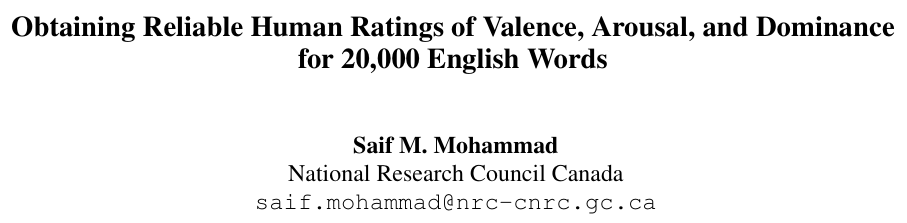 Obtaining Reliable Human Ratings of Valence, Arousal, and Dominance
for 20,000 English Words
Saif M. Mohammad
National Research Council Canada
saif.mohammad@nrc-cnrc.gc.ca